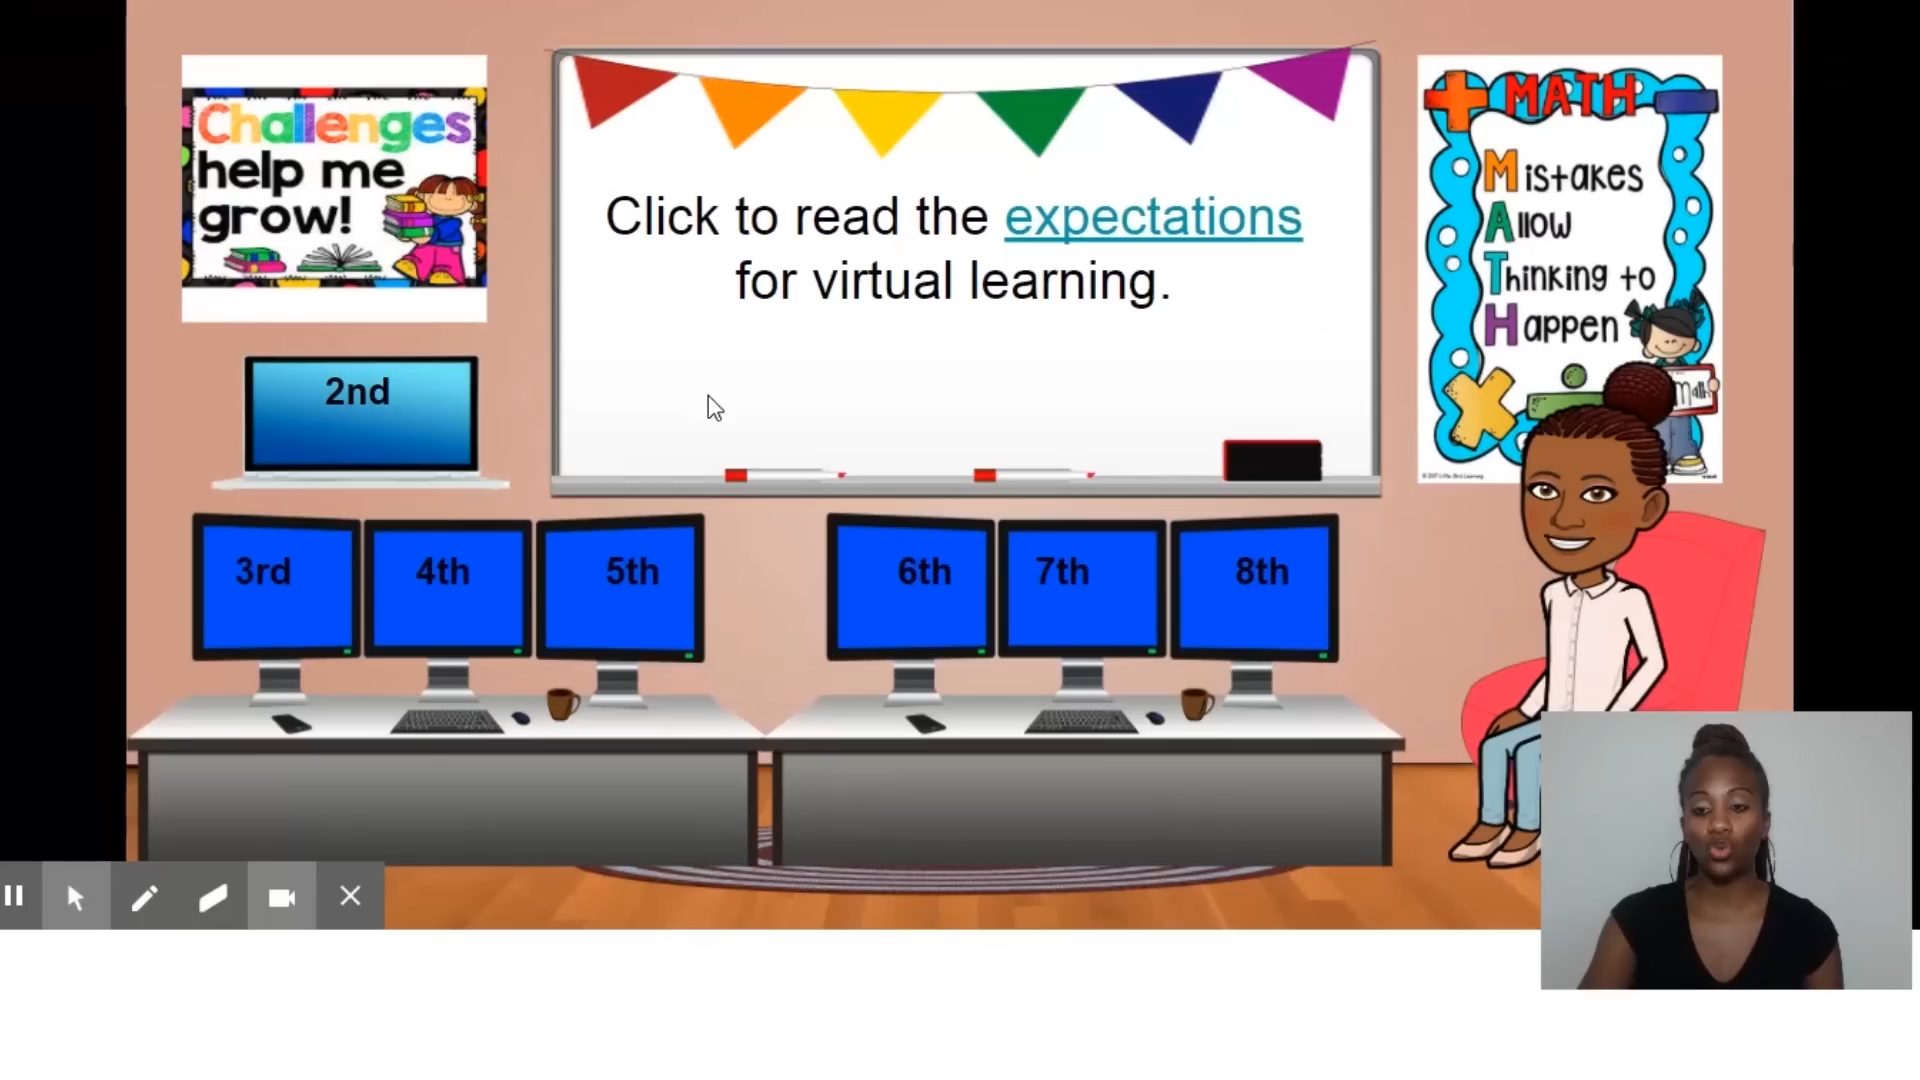 Challenges
help me
grow!
Click to read the expectations
for virtual learning.
MATH
Mistakes
Allow
Thinking to
Happen
Math
2nd
3rd
4th
5th
6th
7th
8th